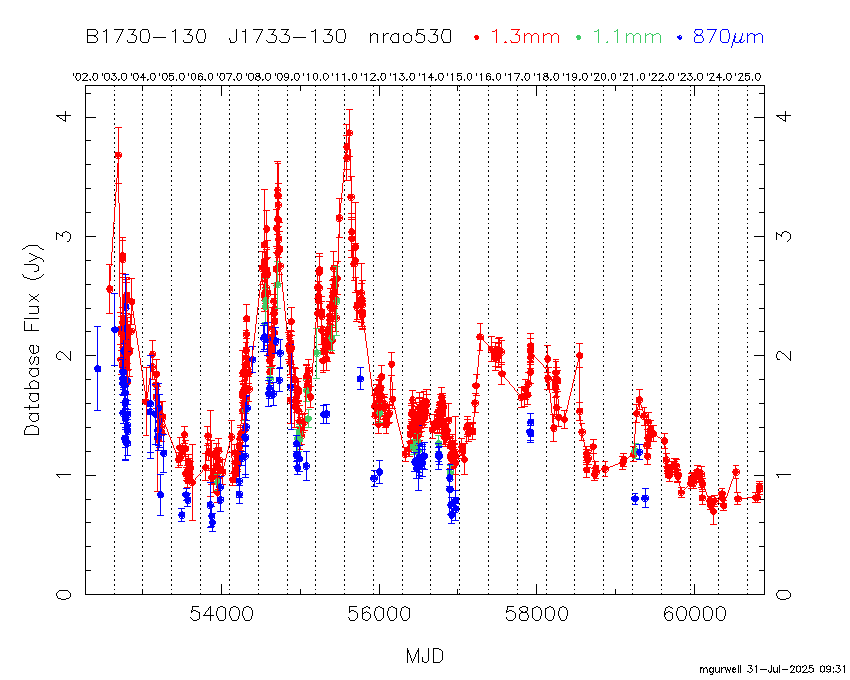 B1730-130 J1733-130 nrao530 1.3mm 1.1mm 870μm
'02.0 '03.0 '04.0 '05.0 '06.0 '07.0 '08.0 '09.0 '10.0 '11.0 '12.0 '13.0 '14.0 '15.0 '16.0 '17.0 '18.0 '19.0 '20.0 '21.0 '22.0 '23.0 '24.0 '25.0
4 4
3 3
Database Flux (Jy)
2 2
1 1
0 0
54000 56000 58000 60000
MJD
mgurwell 31-Jul-2025 09:31